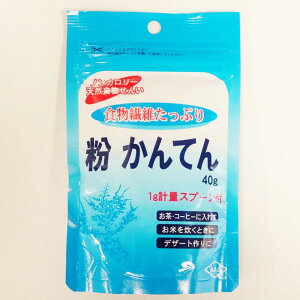 ノンカロリー
天然食物せんい
食物繊維たっぷり
粉 かんてん
40g
1g計量スプーン付
お茶・コーヒーに入れて
お米を炊くときに
デザート作りに